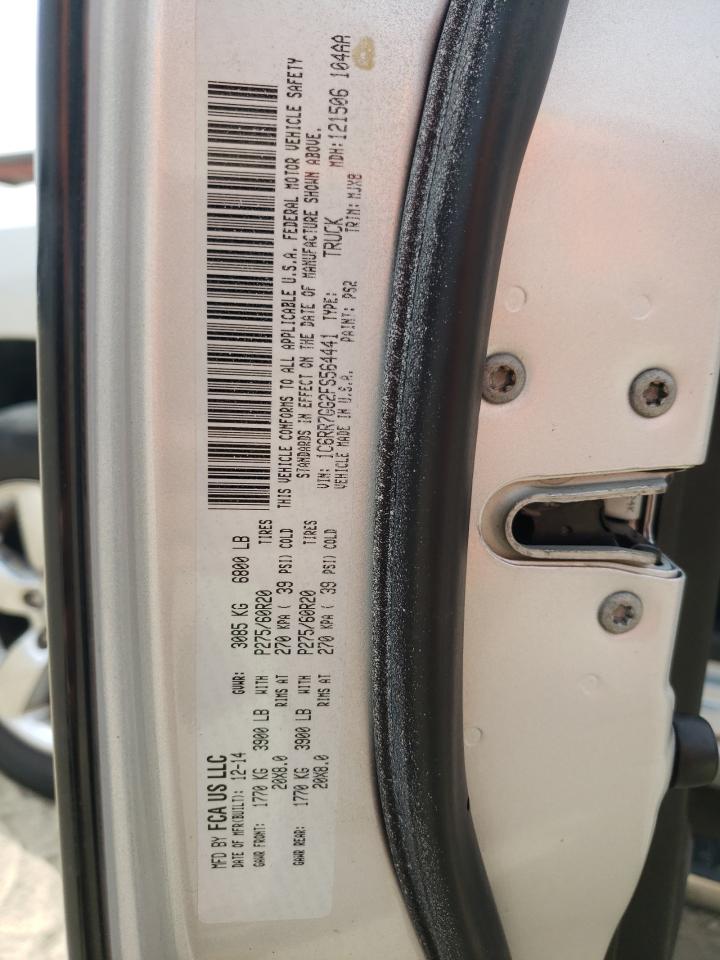 MFD BY FCA US LLC
DATE OF MFR(BUILT): 12-14 GVWR: 3085 KG 6800 LB
GAWR FRONT: 1770 KG 3900 LB WITH P275/60R20 TIRES
20X8.0 RIMS AT 270 KPA ( 39 PSI) COLD
GAWR REAR: 1770 KG 3900 LB WITH P275/60R20 TIRES
20X8.0 RIMS AT 270 KPA ( 39 PSI) COLD
THIS VEHICLE CONFORMS TO ALL APPLICABLE U.S.A. FEDERAL MOTOR VEHICLE SAFETY
STANDARDS IN EFFECT ON THE DATE OF MANUFACTURE SHOWN ABOVE.
VIN: 1C6RR7GG2FS564441 TYPE: TRUCK MDH: 121506 104AA
VEHICLE MADE IN U.S.A. PAINT: PS2 TRIM: MJX8